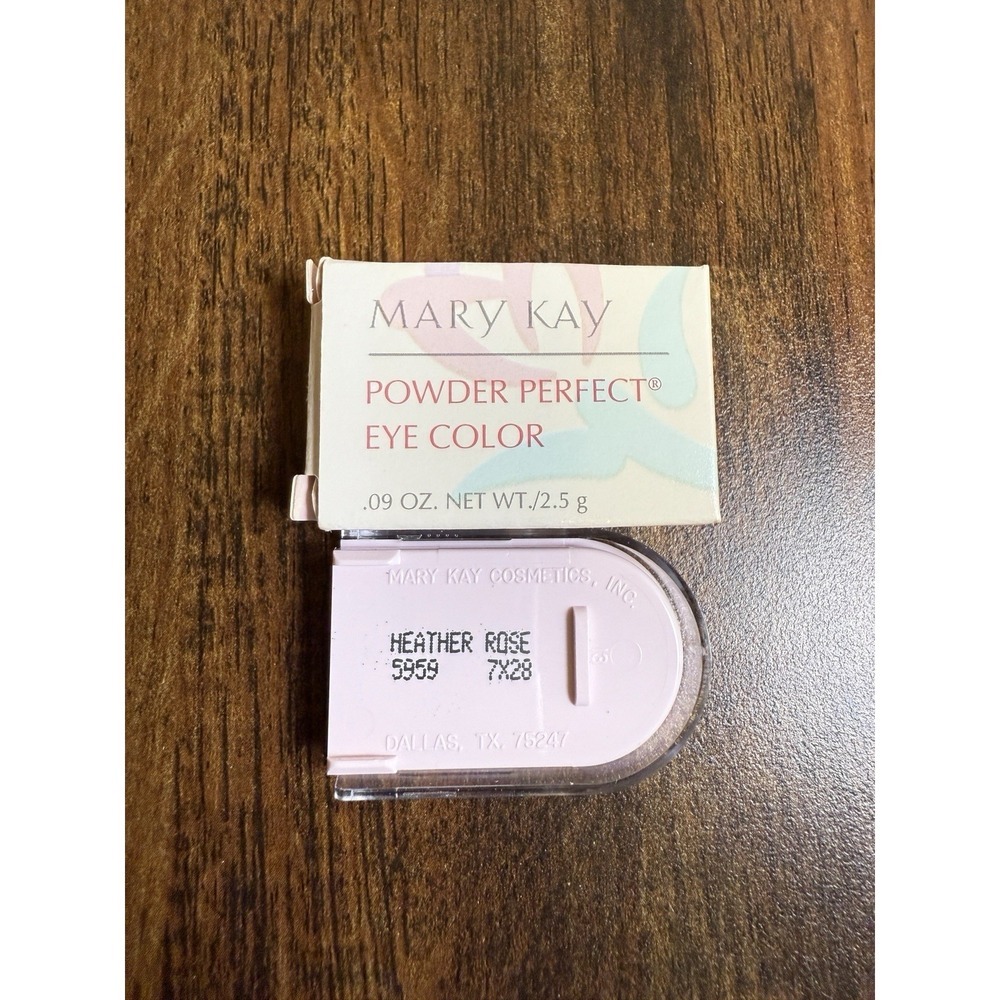 MARY KAY
POWDER PERFECT®
EYE COLOR
.09 OZ. NET WT./2.5 g
MARY KAY COSMETICS, INC.
HEATHER ROSE
5959 7X28
DALLAS, TX. 75247